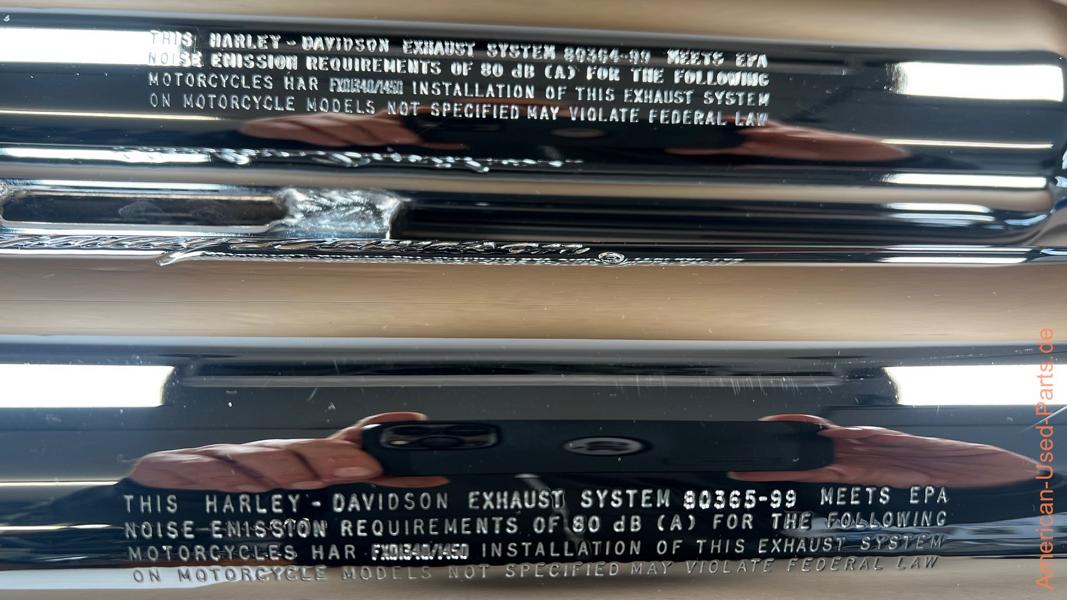 THIS HARLEY-DAVIDSON EXHAUST SYSTEM 80364-99 MEETS EPA
NOISE EMISSION REQUIREMENTS OF 80 dB (A) FOR THE FOLLOWING
MOTORCYCLES HAR FXD1340/1450 INSTALLATION OF THIS EXHAUST SYSTEM
ON MOTORCYCLE MODELS NOT SPECIFIED MAY VIOLATE FEDERAL LAW
THIS HARLEY-DAVIDSON EXHAUST SYSTEM 80365-99 MEETS EPA
NOISE EMISSION REQUIREMENTS OF 80 dB (A) FOR THE FOLLOWING
MOTORCYCLES HAR FXD1340/1450 INSTALLATION OF THIS EXHAUST SYSTEM
ON MOTORCYCLE MODELS NOT SPECIFIED MAY VIOLATE FEDERAL LAW
American-Used-Parts.de